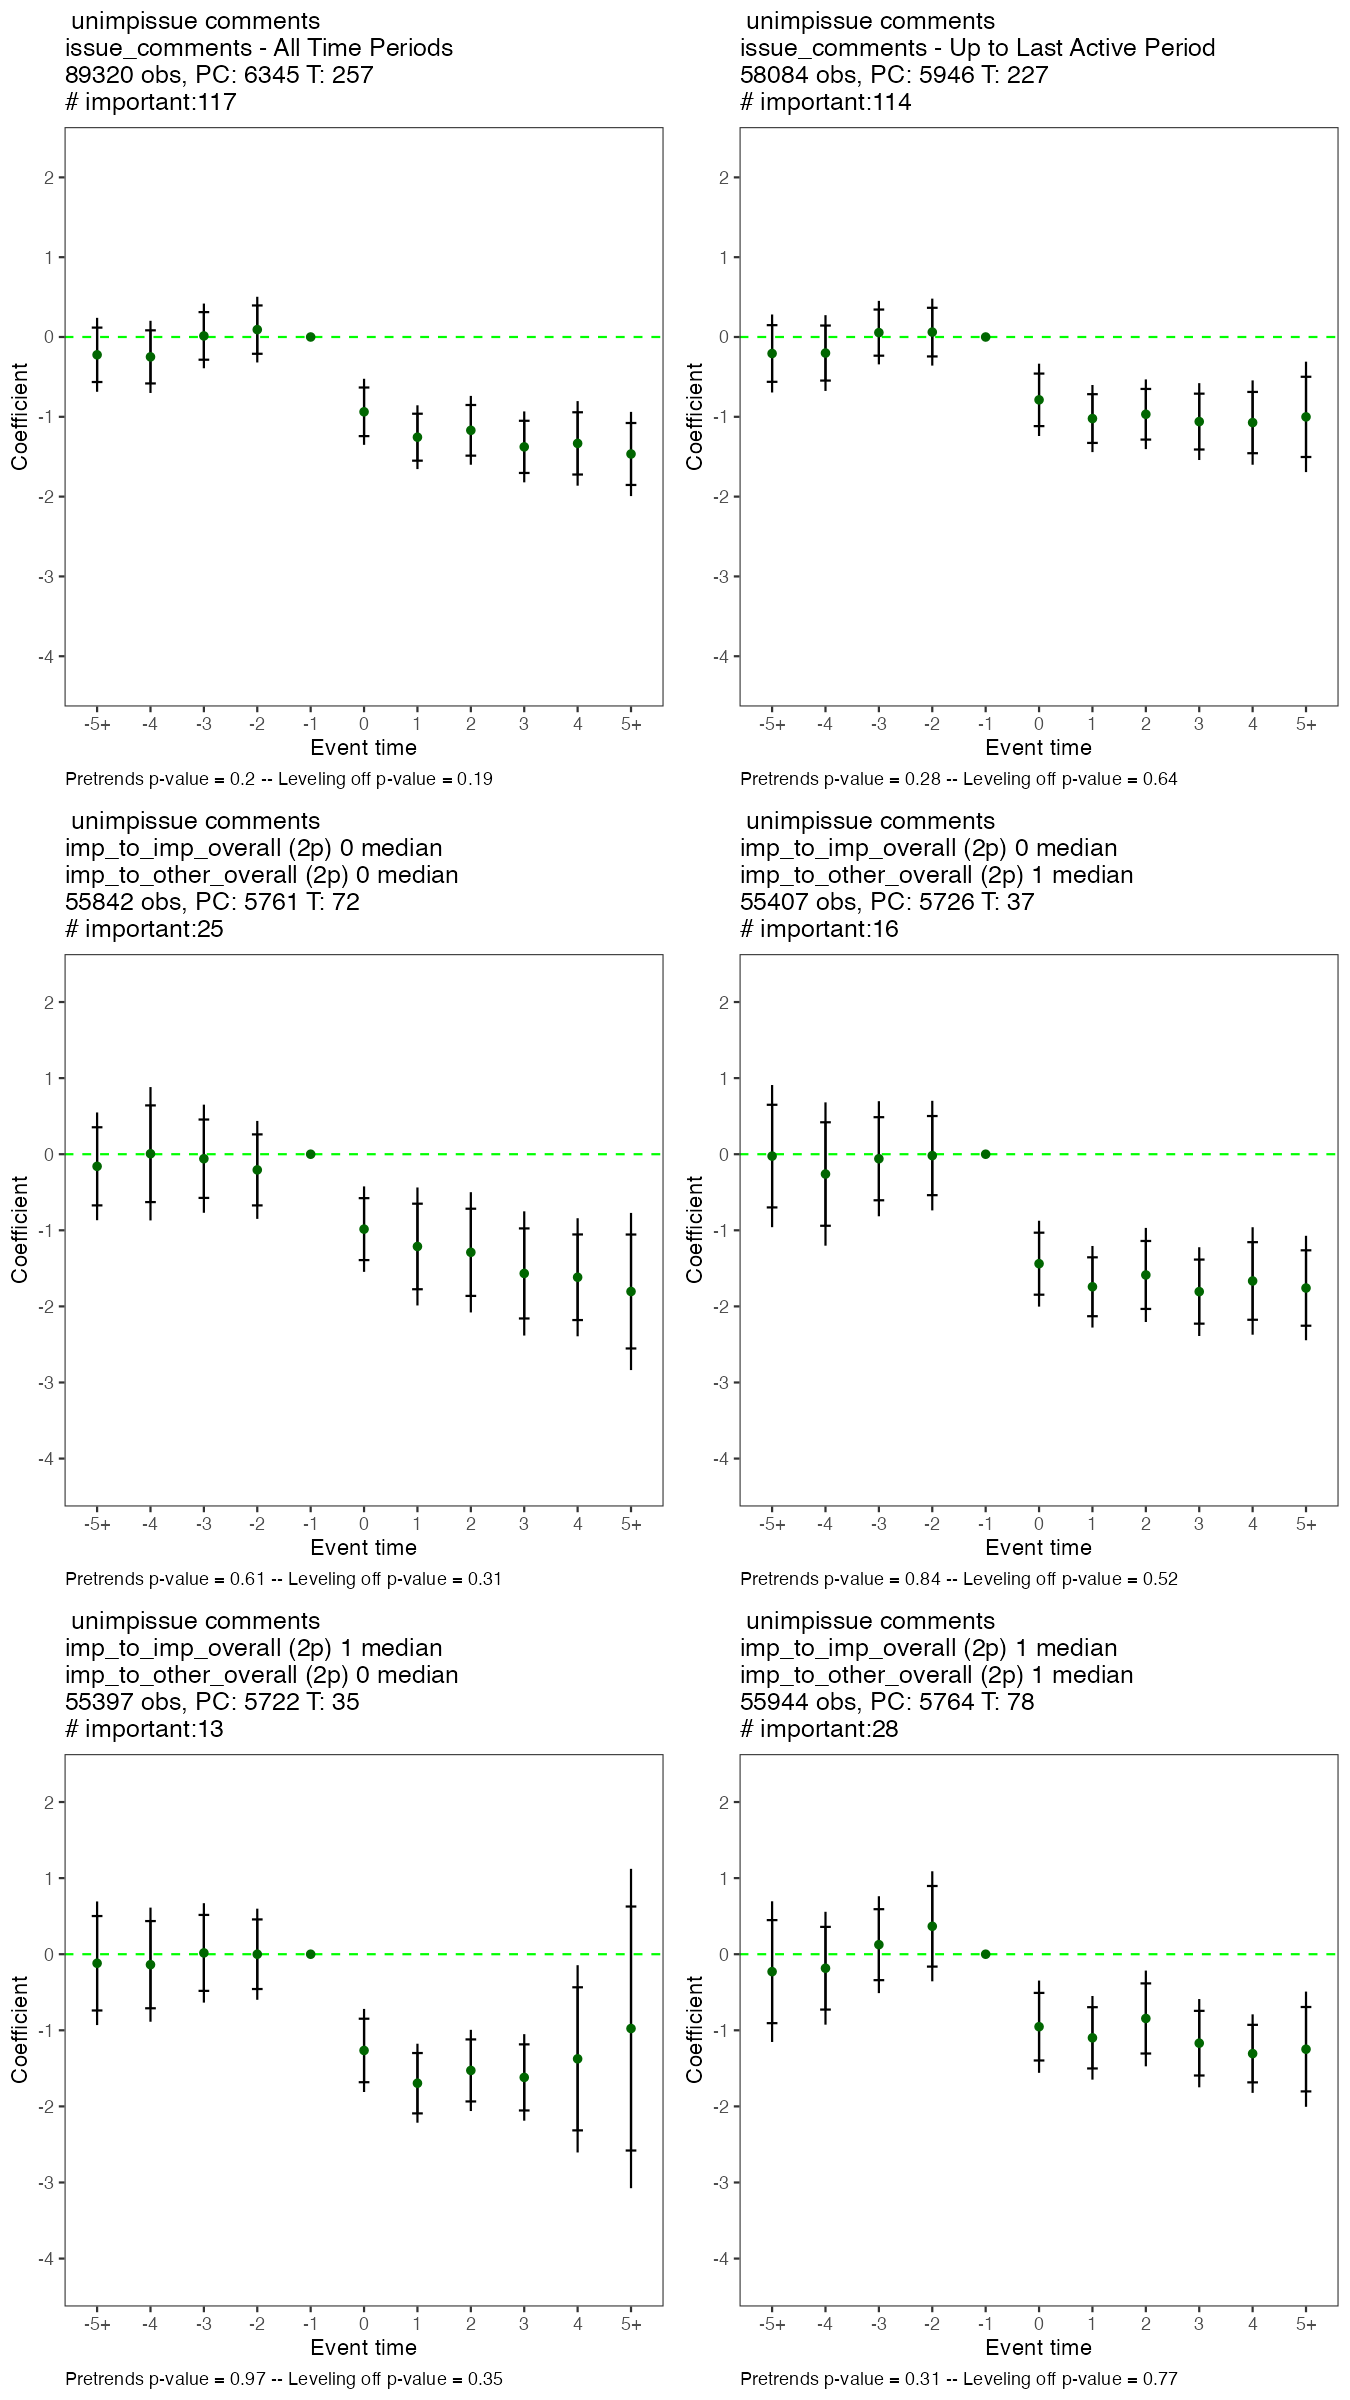 unimpissue comments
issue_comments - All Time Periods
89320 obs, PC: 6345 T: 257
# important:117
2
1
0
-1
-2
-3
-4
Coefficient
-5+ -4 -3 -2 -1 0 1 2 3 4 5+
Event time
Pretrends p-value = 0.2 -- Leveling off p-value = 0.19
unimpissue comments
issue_comments - Up to Last Active Period
58084 obs, PC: 5946 T: 227
# important:114
2
1
0
-1
-2
-3
-4
Coefficient
-5+ -4 -3 -2 -1 0 1 2 3 4 5+
Event time
Pretrends p-value = 0.28 -- Leveling off p-value = 0.64
unimpissue comments
imp_to_imp_overall (2p) 0 median
imp_to_other_overall (2p) 0 median
55842 obs, PC: 5761 T: 72
# important:25
2
1
0
-1
-2
-3
-4
Coefficient
-5+ -4 -3 -2 -1 0 1 2 3 4 5+
Event time
Pretrends p-value = 0.61 -- Leveling off p-value = 0.31
unimpissue comments
imp_to_imp_overall (2p) 0 median
imp_to_other_overall (2p) 1 median
55407 obs, PC: 5726 T: 37
# important:16
2
1
0
-1
-2
-3
-4
Coefficient
-5+ -4 -3 -2 -1 0 1 2 3 4 5+
Event time
Pretrends p-value = 0.84 -- Leveling off p-value = 0.52
unimpissue comments
imp_to_imp_overall (2p) 1 median
imp_to_other_overall (2p) 0 median
55397 obs, PC: 5722 T: 35
# important:13
2
1
0
-1
-2
-3
-4
Coefficient
-5+ -4 -3 -2 -1 0 1 2 3 4 5+
Event time
Pretrends p-value = 0.97 -- Leveling off p-value = 0.35
unimpissue comments
imp_to_imp_overall (2p) 1 median
imp_to_other_overall (2p) 1 median
55944 obs, PC: 5764 T: 78
# important:28
2
1
0
-1
-2
-3
-4
Coefficient
-5+ -4 -3 -2 -1 0 1 2 3 4 5+
Event time
Pretrends p-value = 0.31 -- Leveling off p-value = 0.77